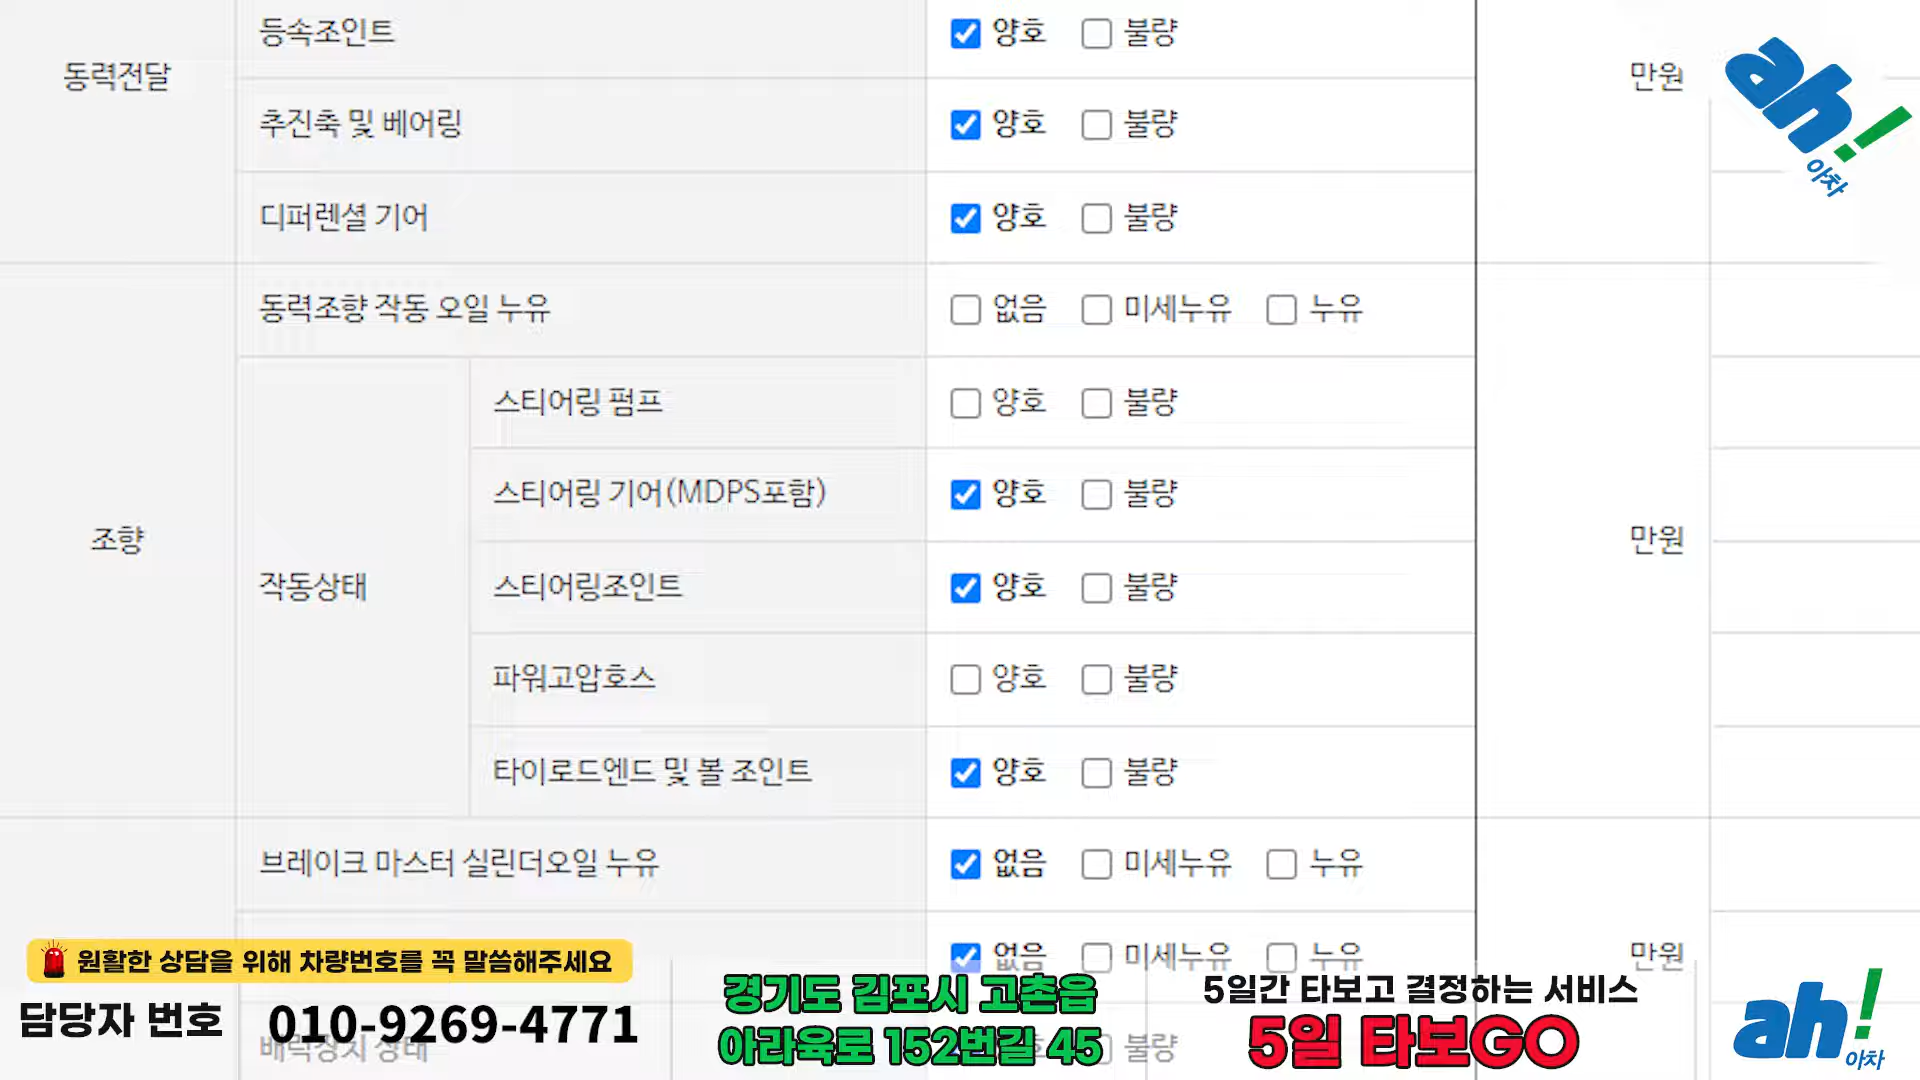 등속조인트 양호 불량
동력전달 만원
추진축 및 베어링 양호 불량
디퍼렌셜 기어 양호 불량
ah! 아차
동력조향 작동 오일 누유 없음 미세누유 누유
스티어링 펌프 양호 불량
스티어링 기어(MDPS포함) 양호 불량
조향 만원
작동상태 스티어링조인트 양호 불량
파워고압호스 양호 불량
타이로드엔드 및 볼 조인트 양호 불량
브레이크 마스터 실린더오일 누유 없음 미세누유 누유
없음 미세누유 누유 만원
배력장치 상태 불량
원활한 상담을 위해 차량번호를 꼭 말씀해주세요
담당자 번호 010-9269-4771
경기도 김포시 고촌읍
아라육로 152번길 45
5일간 타보고 결정하는 서비스
5일 타보GO
ah! 아차